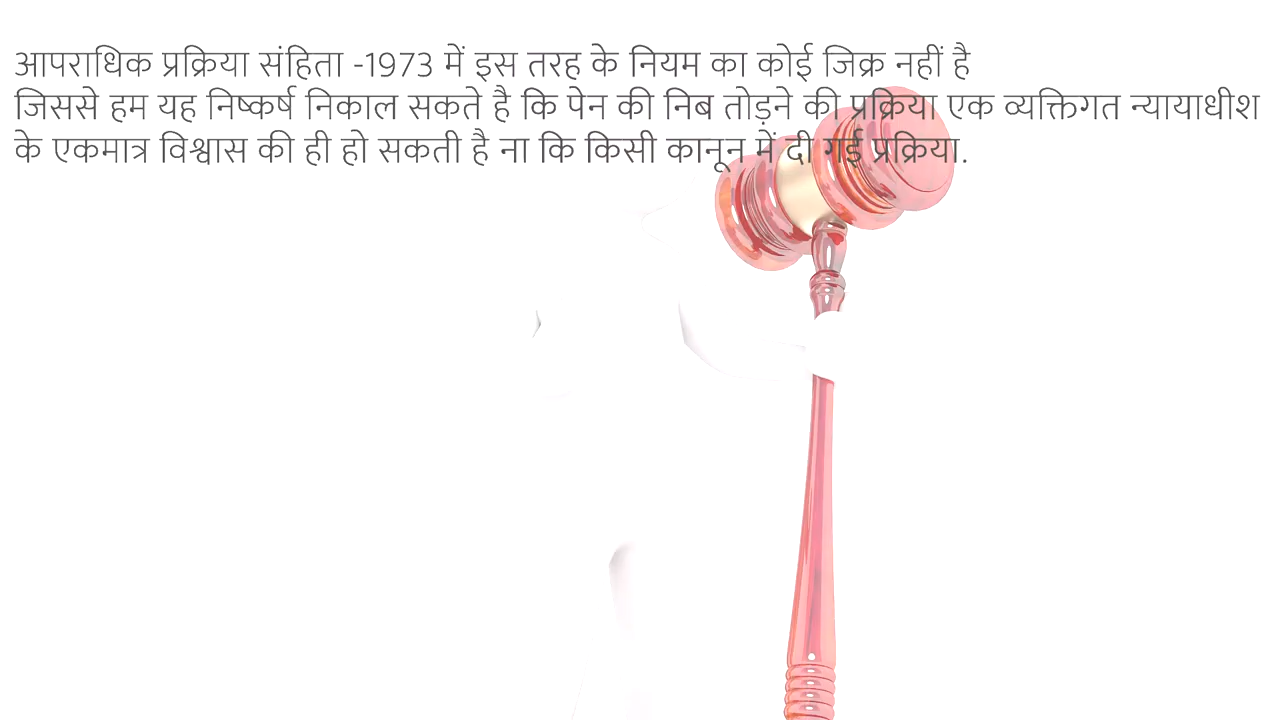 आपराधिक प्रक्रिया संहिता -1973 में इस तरह के नियम का कोई जिक्र नहीं है
जिससे हम यह निष्कर्ष निकाल सकते है कि पेन की निब तोड़ने की प्रक्रिया एक व्यक्तिगत न्यायाधीश
के एकमात्र विश्वास की ही हो सकती है ना कि किसी कानून में दी गई प्रक्रिया.